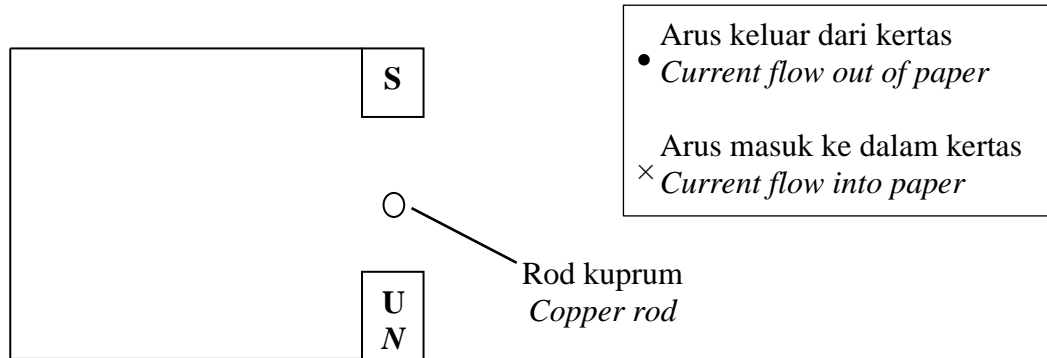 S
U
N
Rod kuprum
Copper rod
• Arus keluar dari kertas
Current flow out of paper
× Arus masuk ke dalam kertas
Current flow into paper